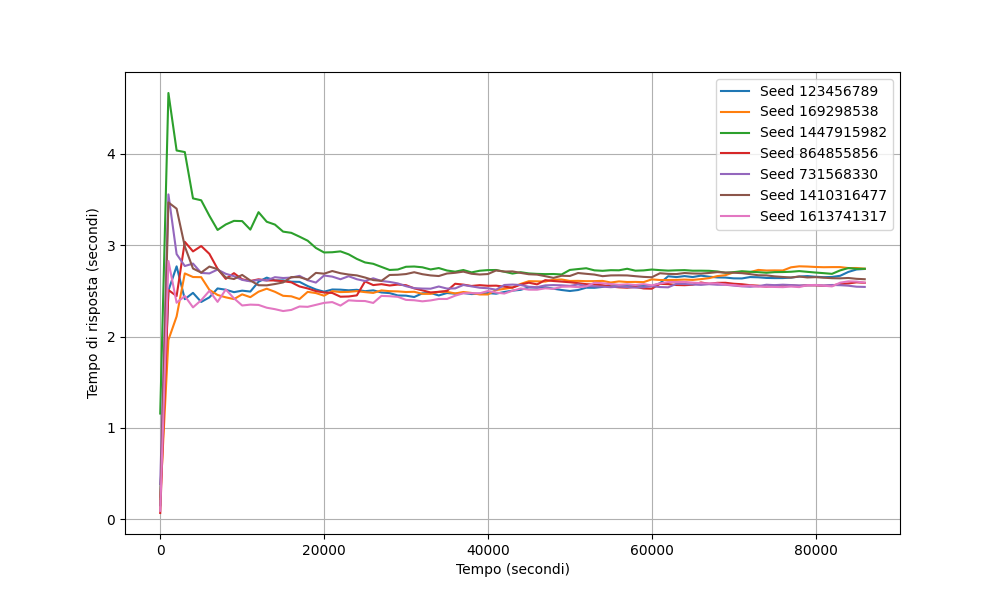 Seed 123456789
Seed 169298538
Seed 1447915982
Seed 864855856
Seed 731568330
Seed 1410316477
Seed 1613741317
4
3
2
1
0
Tempo di risposta (secondi)
0 20000 40000 60000 80000
Tempo (secondi)